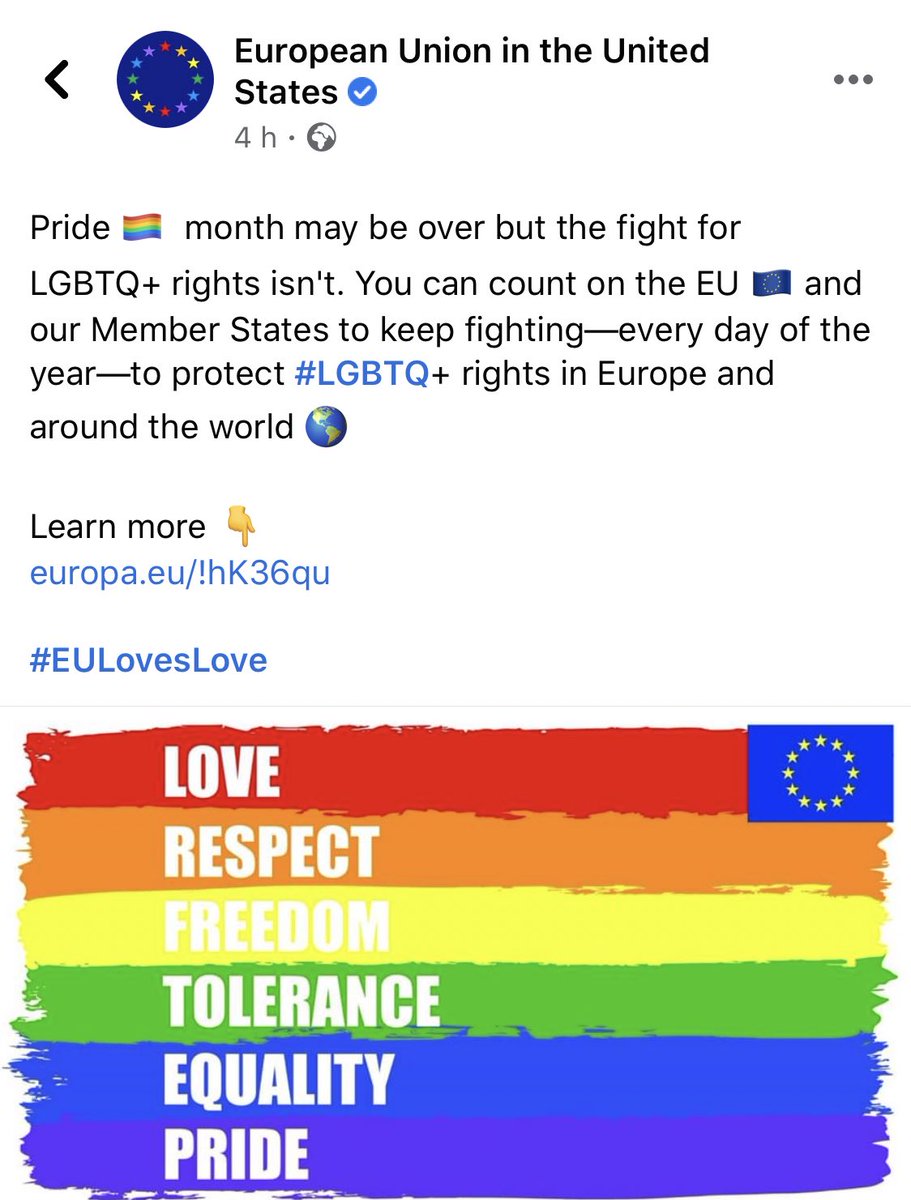 European Union in the United
States
4 h ·
Pride 🏳️‍🌈 month may be over but the fight for
LGBTQ+ rights isn't. You can count on the EU 🇪🇺 and
our Member States to keep fighting—every day of the
year—to protect #LGBTQ+ rights in Europe and
around the world 🌎
Learn more 👇
europa.eu/!hK36qu
#EULovesLove
LOVE
RESPECT
FREEDOM
TOLERANCE
EQUALITY
PRIDE